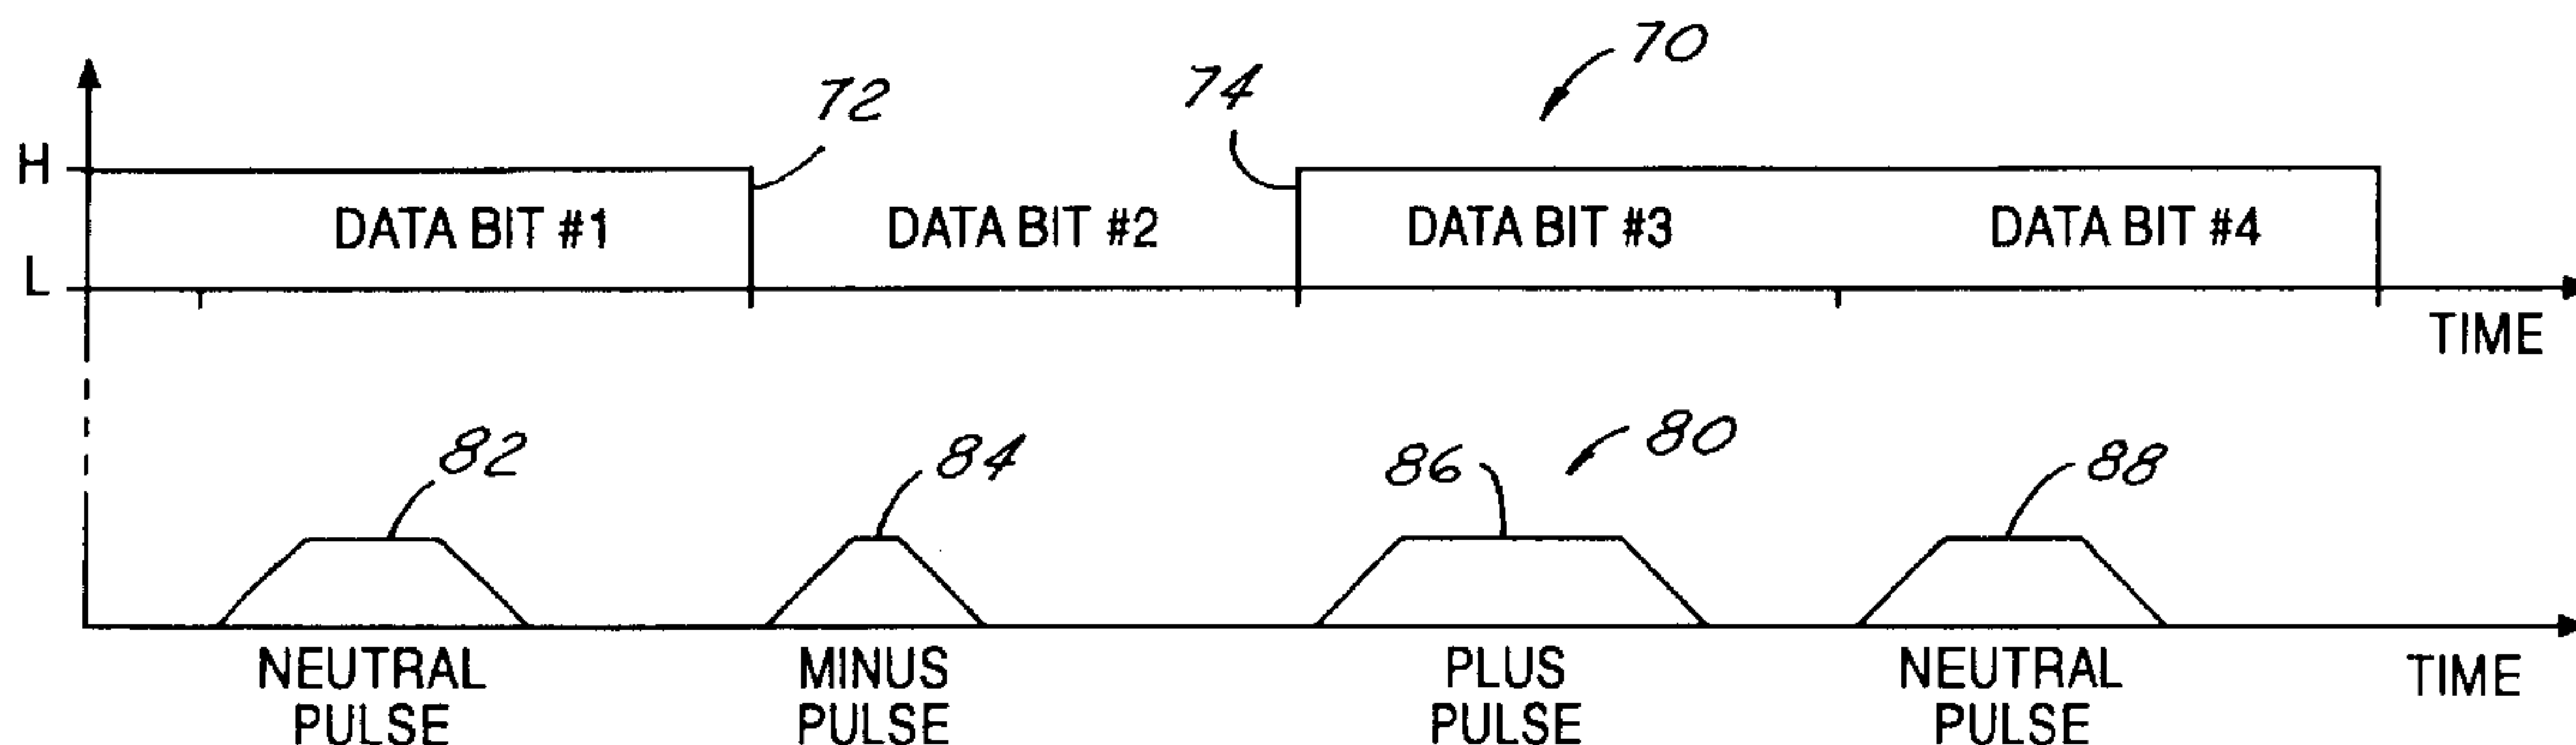 70
72
74
H
DATA BIT #1
DATA BIT #2
DATA BIT #3
DATA BIT #4
L
TIME
82
84
86
80
88
NEUTRAL
PULSE
MINUS
PULSE
PLUS
PULSE
NEUTRAL
PULSE
TIME